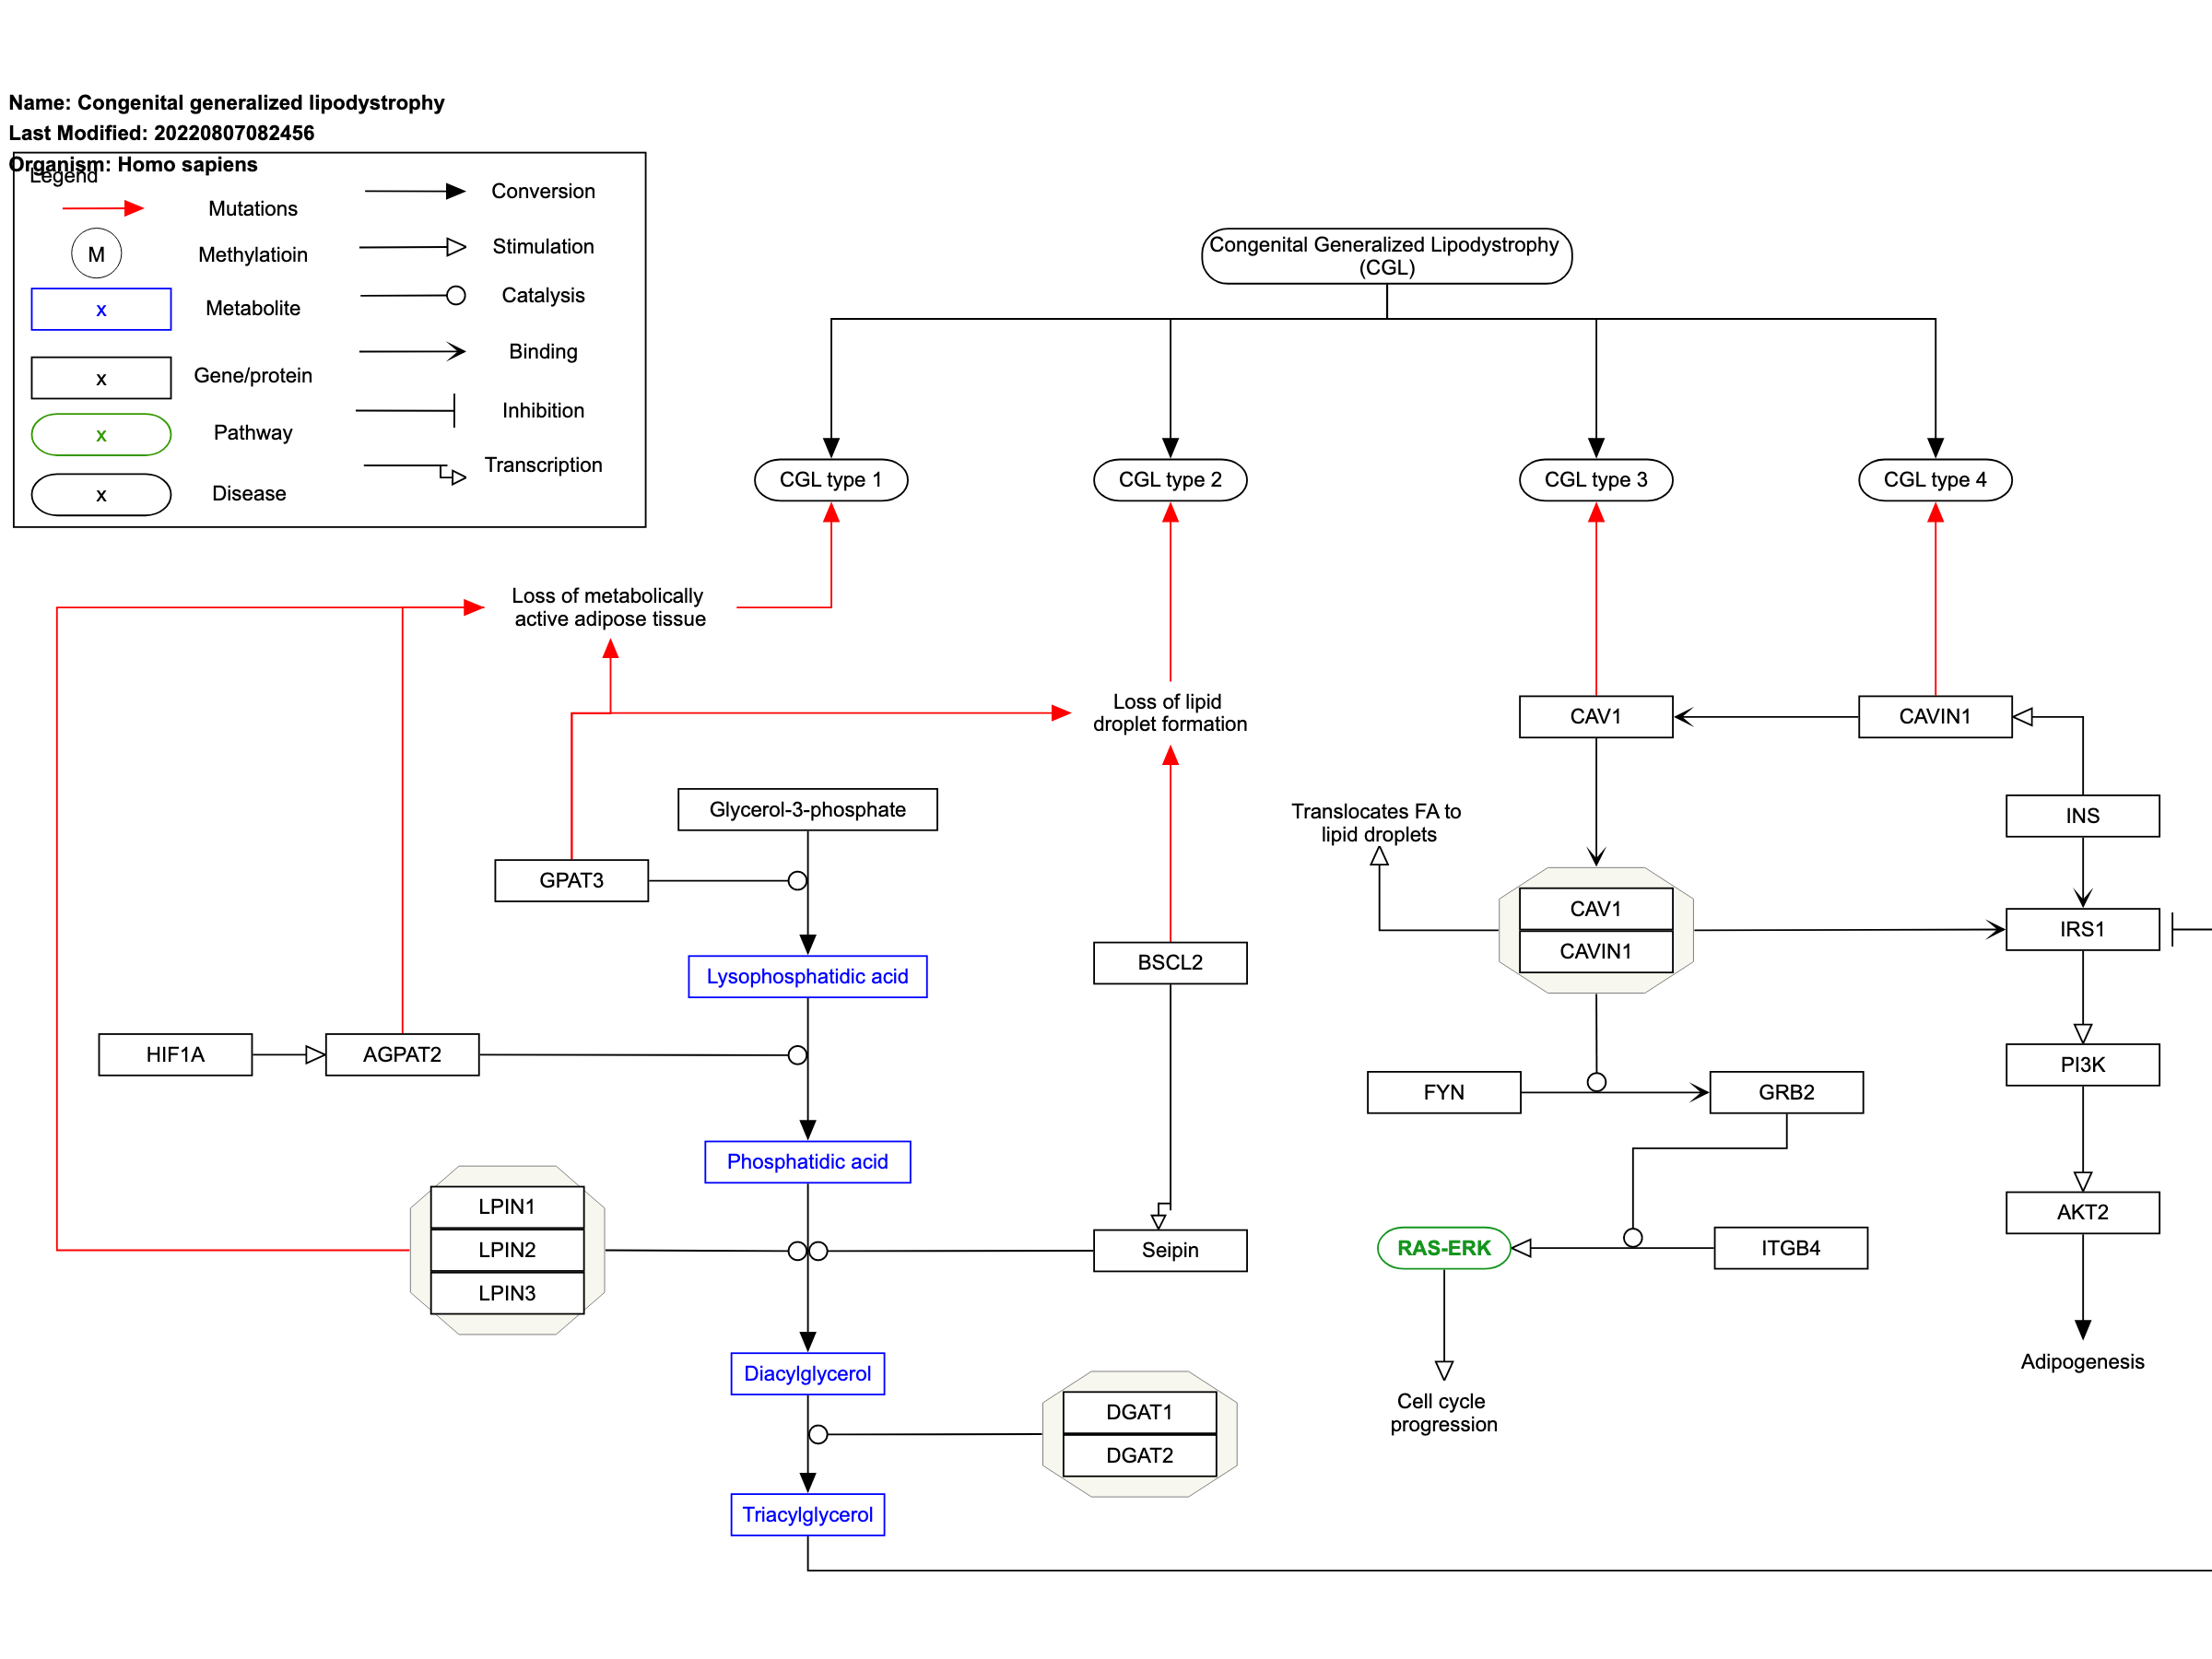 Name: Congenital generalized lipodystrophy
Last Modified: 20220807082456
Organism: Homo sapiens
Legend
Mutations
Conversion
M
Methylatioin
Stimulation
x
Metabolite
Catalysis
x
Gene/protein
Binding
x
Pathway
Inhibition
x
Disease
Transcription
Congenital Generalized Lipodystrophy
(CGL)
CGL type 1
CGL type 2
CGL type 3
CGL type 4
Loss of metabolically
active adipose tissue
Loss of lipid
droplet formation
CAV1
CAVIN1
Glycerol-3-phosphate
Translocates FA to
lipid droplets
INS
GPAT3
CAV1
CAVIN1
IRS1
Lysophosphatidic acid
BSCL2
HIF1A
AGPAT2
PI3K
FYN
GRB2
Phosphatidic acid
LPIN1
LPIN2
LPIN3
Seipin
RAS-ERK
ITGB4
AKT2
Diacylglycerol
Adipogenesis
DGAT1
DGAT2
Cell cycle
progression
Triacylglycerol